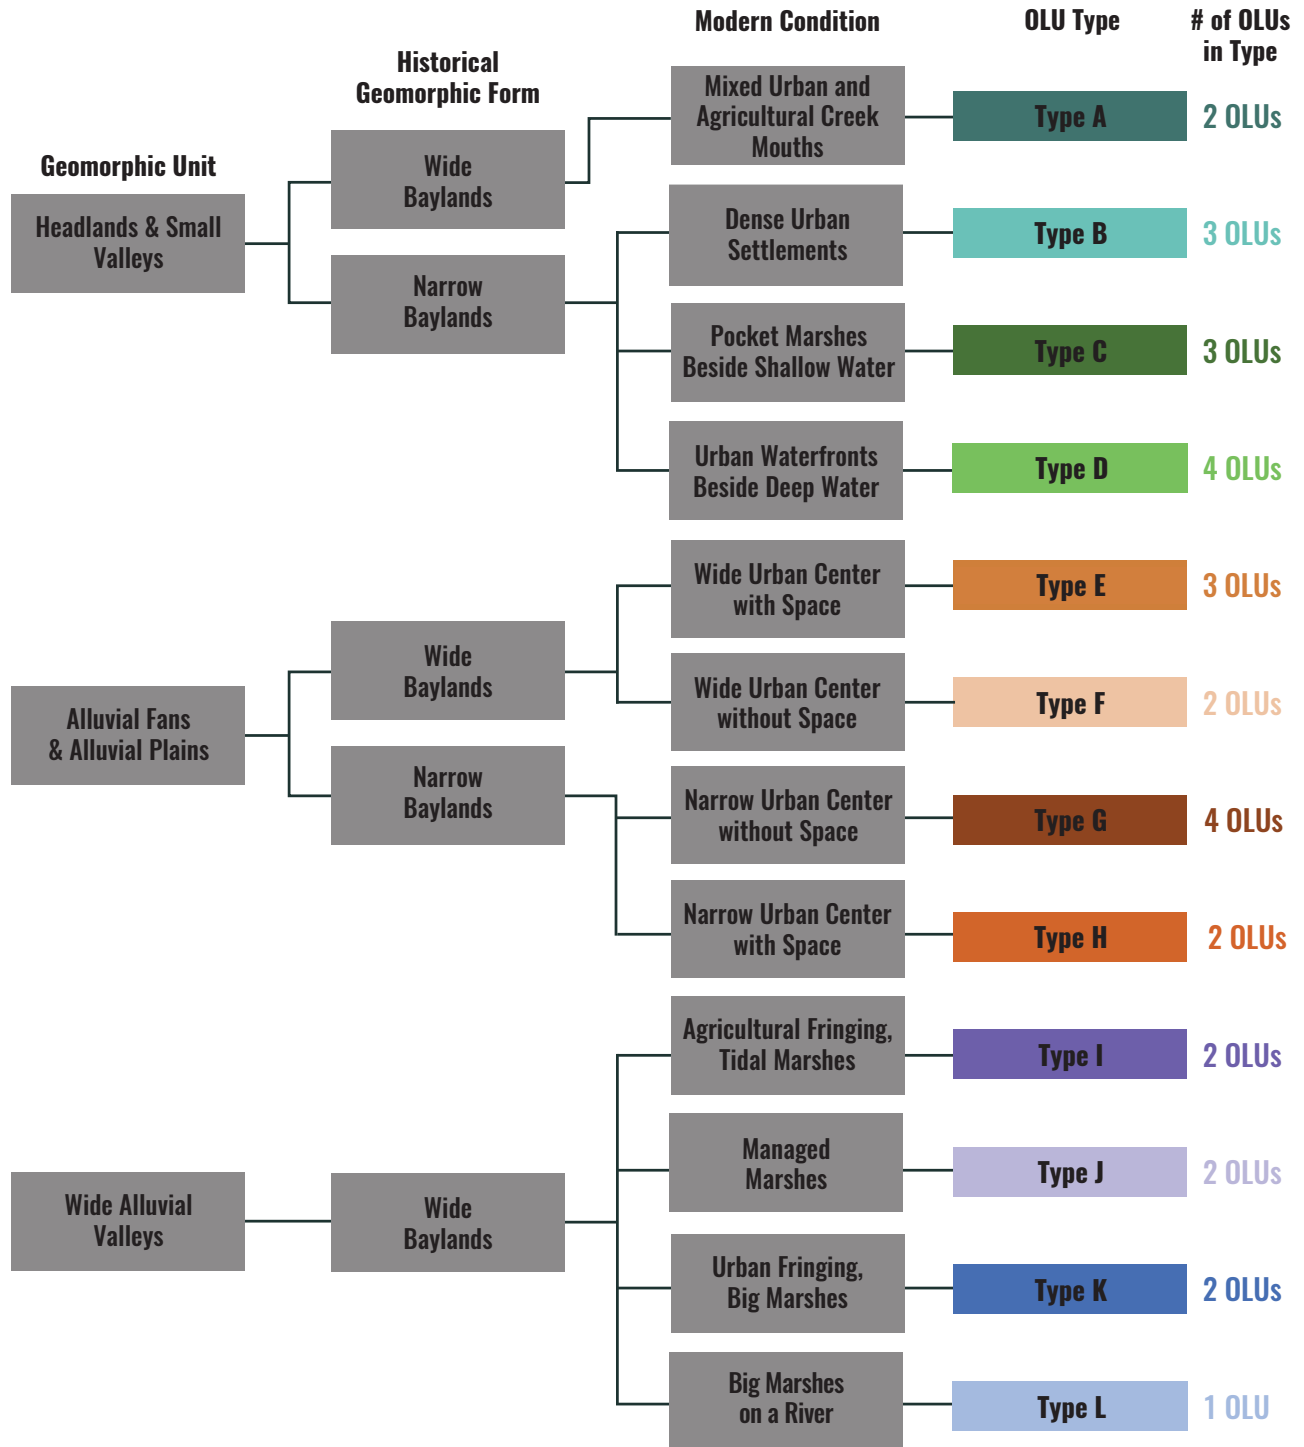 Modern Condition
OLU Type
# of OLUs
in Type
Historical
Geomorphic Form
Geomorphic Unit
Headlands & Small
Valleys
Wide
Baylands
Mixed Urban and
Agricultural Creek
Mouths
Type A
2 OLUs
Narrow
Baylands
Dense Urban
Settlements
Type B
3 OLUs
Pocket Marshes
Beside Shallow Water
Type C
3 OLUs
Urban Waterfronts
Beside Deep Water
Type D
4 OLUs
Alluvial Fans
& Alluvial Plains
Wide
Baylands
Wide Urban Center
with Space
Type E
3 OLUs
Wide Urban Center
without Space
Type F
2 OLUs
Narrow
Baylands
Narrow Urban Center
without Space
Type G
4 OLUs
Narrow Urban Center
with Space
Type H
2 OLUs
Wide Alluvial
Valleys
Wide
Baylands
Agricultural Fringing,
Tidal Marshes
Type I
2 OLUs
Managed
Marshes
Type J
2 OLUs
Urban Fringing,
Big Marshes
Type K
2 OLUs
Big Marshes
on a River
Type L
1 OLU